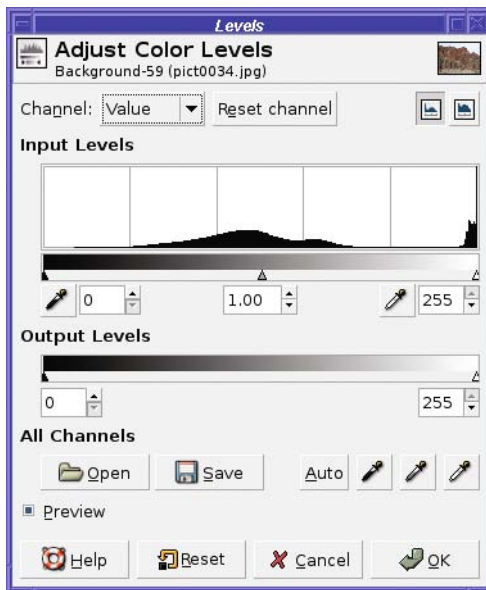 Levels
Adjust Color Levels
Background-59 (pict0034.jpg)
Channel: Value Reset channel
Input Levels
0 1.00 255
Output Levels
0 255
All Channels
Open Save Auto
Preview
Help Reset Cancel OK